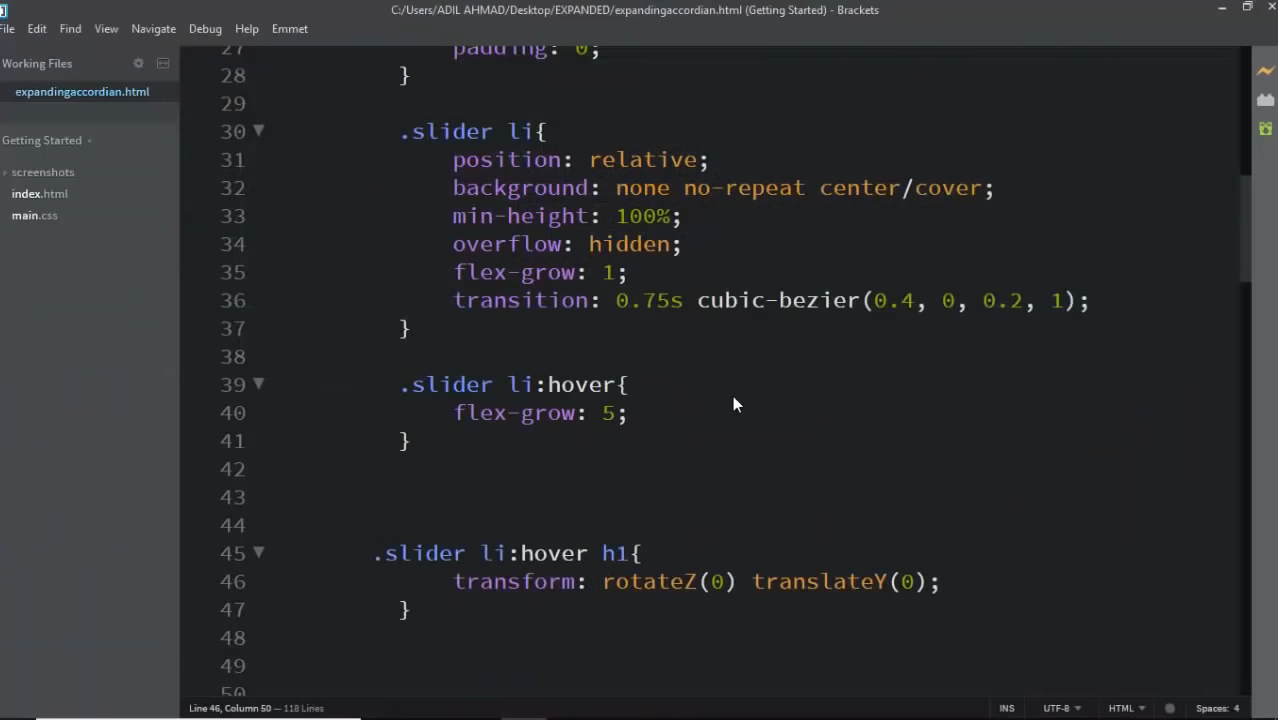 C:/Users/ADIL AHMAD/Desktop/EXPANDED/expandingaccordian.html (Getting Started) - Brackets
File Edit Find View Navigate Debug Help Emmet
Working Files
expandingaccordian.html
Getting Started
screenshots
index.html
main.css
27 padding: 0;
28 }
29
30 .slider li{
31 position: relative;
32 background: none no-repeat center/cover;
33 min-height: 100%;
34 overflow: hidden;
35 flex-grow: 1;
36 transition: 0.75s cubic-bezier(0.4, 0, 0.2, 1);
37 }
38
39 .slider li:hover{
40 flex-grow: 5;
41 }
42
43
44
45 .slider li:hover h1{
46 transform: rotateZ(0) translateY(0);
47 }
48
49
50
Line 46, Column 50 — 118 Lines
INS UTF-8 HTML Spaces: 4